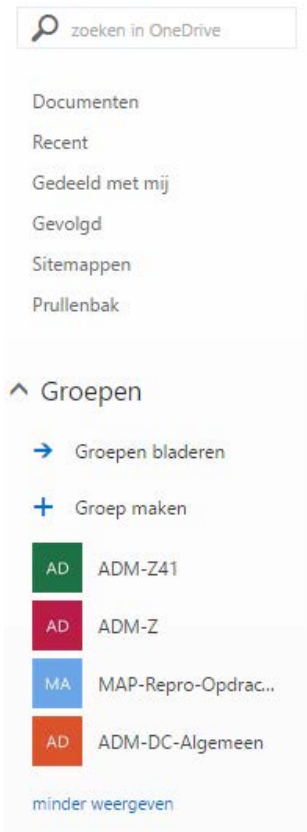 zoeken in OneDrive
Documenten
Recent
Gedeeld met mij
Gevolgd
Sitemappen
Prullenbak
Groepen
Groepen bladeren
Groep maken
AD ADM-Z41
AD ADM-Z
MA MAP-Repro-Opdrac...
AD ADM-DC-Algemeen
minder weergeven